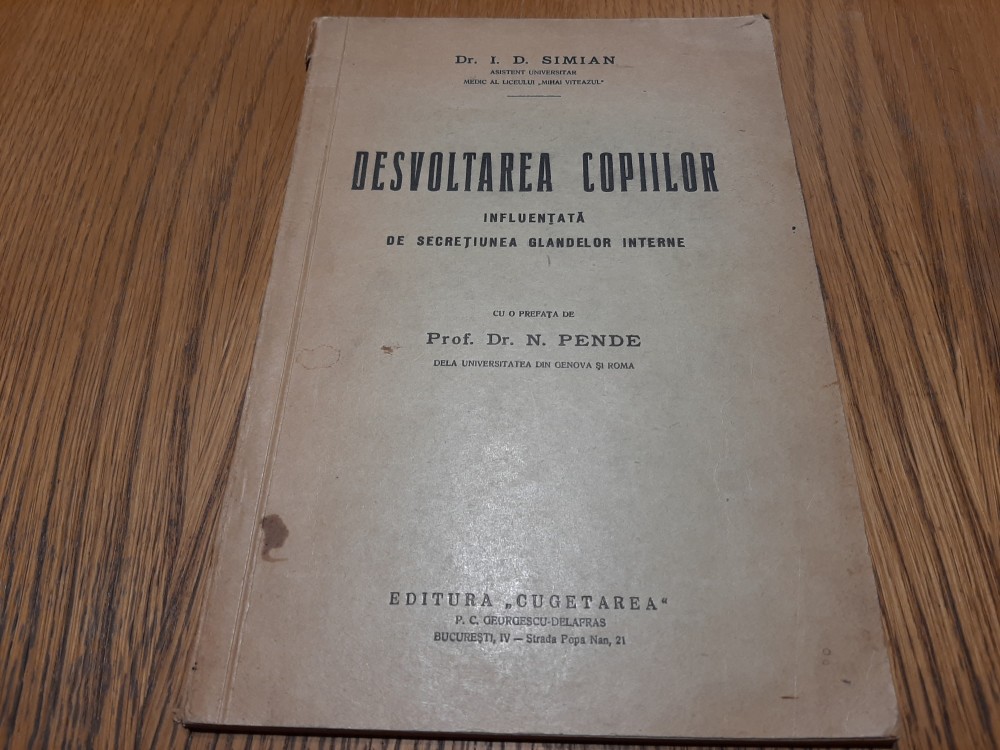 Dr. I. D. SIMIAN
ASISTENT UNIVERSITAR
MEDIC AL LICEULUI „MIHAI VITEAZUL"
DESVOLTAREA COPIILOR
INFLUENȚATĂ
DE SECREȚIUNEA GLANDELOR INTERNE
CU O PREFAȚA DE
Prof. Dr. N. PENDE
DELA UNIVERSITATEA DIN GENOVA ȘI ROMA
EDITURA „CUGETAREA"
P. C. GEORGESCU-DELAFRAS
BUCUREȘTI, IV — Strada Popa Nan, 21